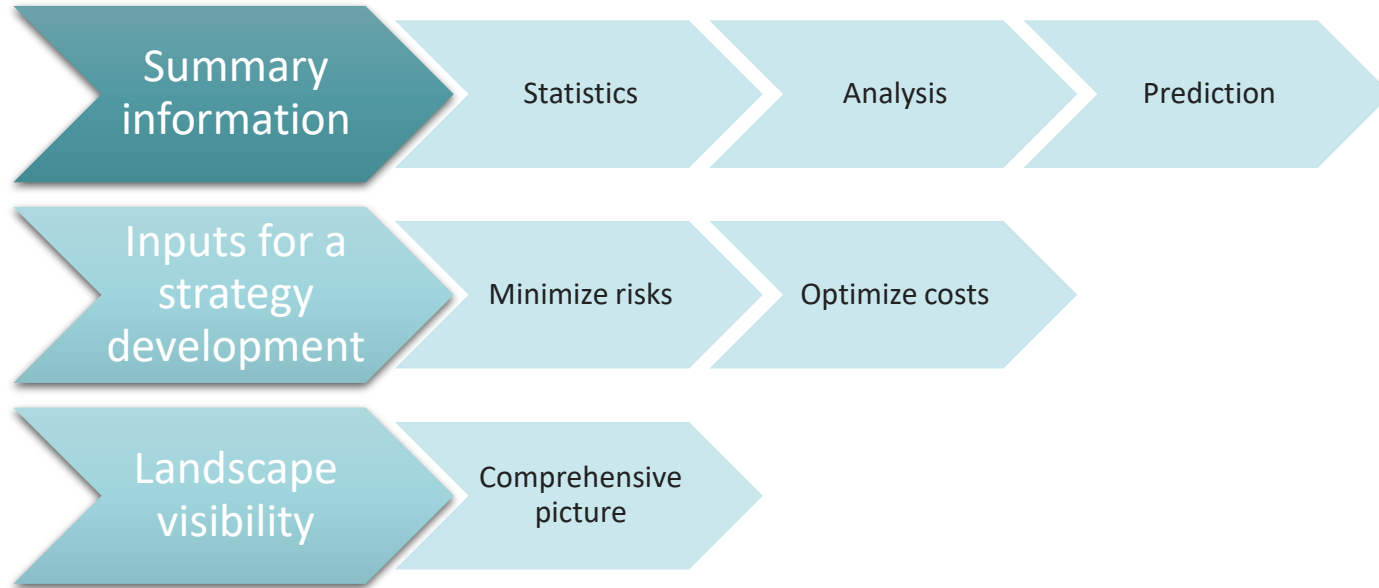 Summary
information
Statistics
Analysis
Prediction
Inputs for a
strategy
development
Minimize risks
Optimize costs
Landscape
visibility
Comprehensive
picture